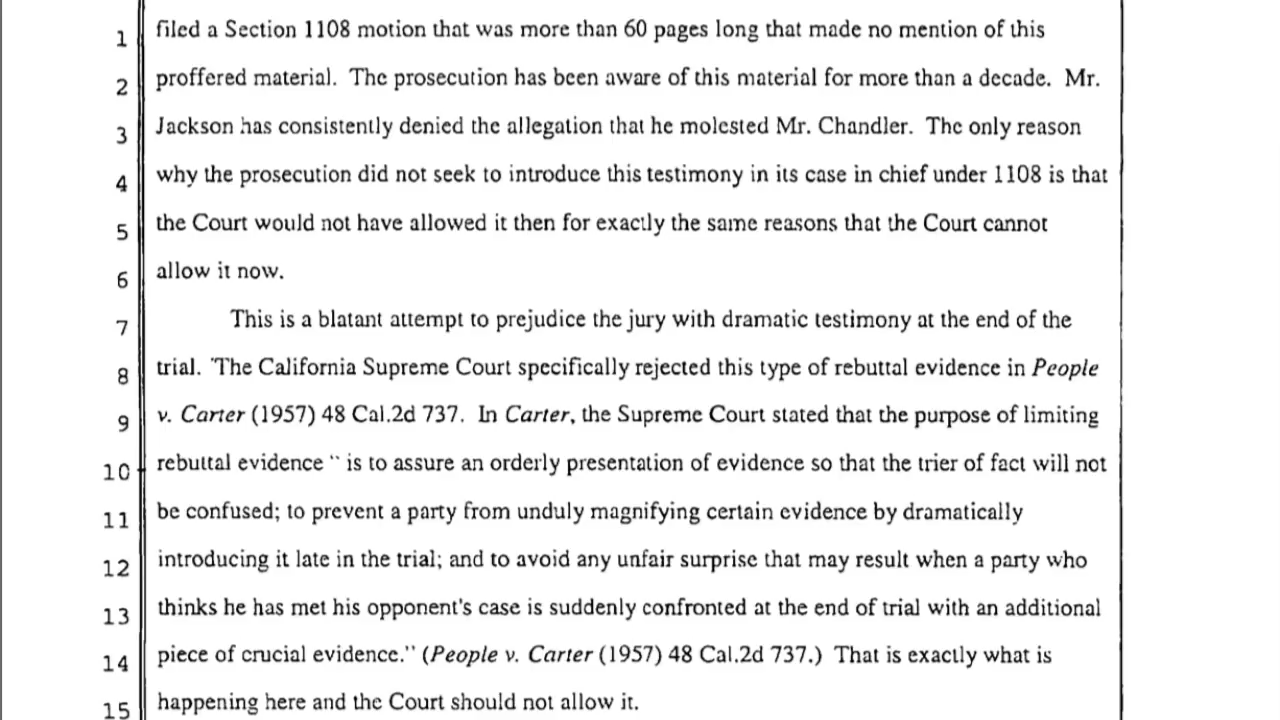 1 filed a Section 1108 motion that was more than 60 pages long that made no mention of this
2 proffered material. The prosecution has been aware of this material for more than a decade. Mr.
3 Jackson has consistently denied the allegation that he molested Mr. Chandler. The only reason
4 why the prosecution did not seek to introduce this testimony in its case in chief under 1108 is that
5 the Court would not have allowed it then for exactly the same reasons that the Court cannot
6 allow it now.
7 This is a blatant attempt to prejudice the jury with dramatic testimony at the end of the
8 trial. The California Supreme Court specifically rejected this type of rebuttal evidence in People
9 v. Carter (1957) 48 Cal.2d 737. In Carter, the Supreme Court stated that the purpose of limiting
10 rebuttal evidence " is to assure an orderly presentation of evidence so that the trier of fact will not
11 be confused; to prevent a party from unduly magnifying certain evidence by dramatically
12 introducing it late in the trial; and to avoid any unfair surprise that may result when a party who
13 thinks he has met his opponent's case is suddenly confronted at the end of trial with an additional
14 piece of crucial evidence." (People v. Carter (1957) 48 Cal.2d 737.) That is exactly what is
15 happening here and the Court should not allow it.